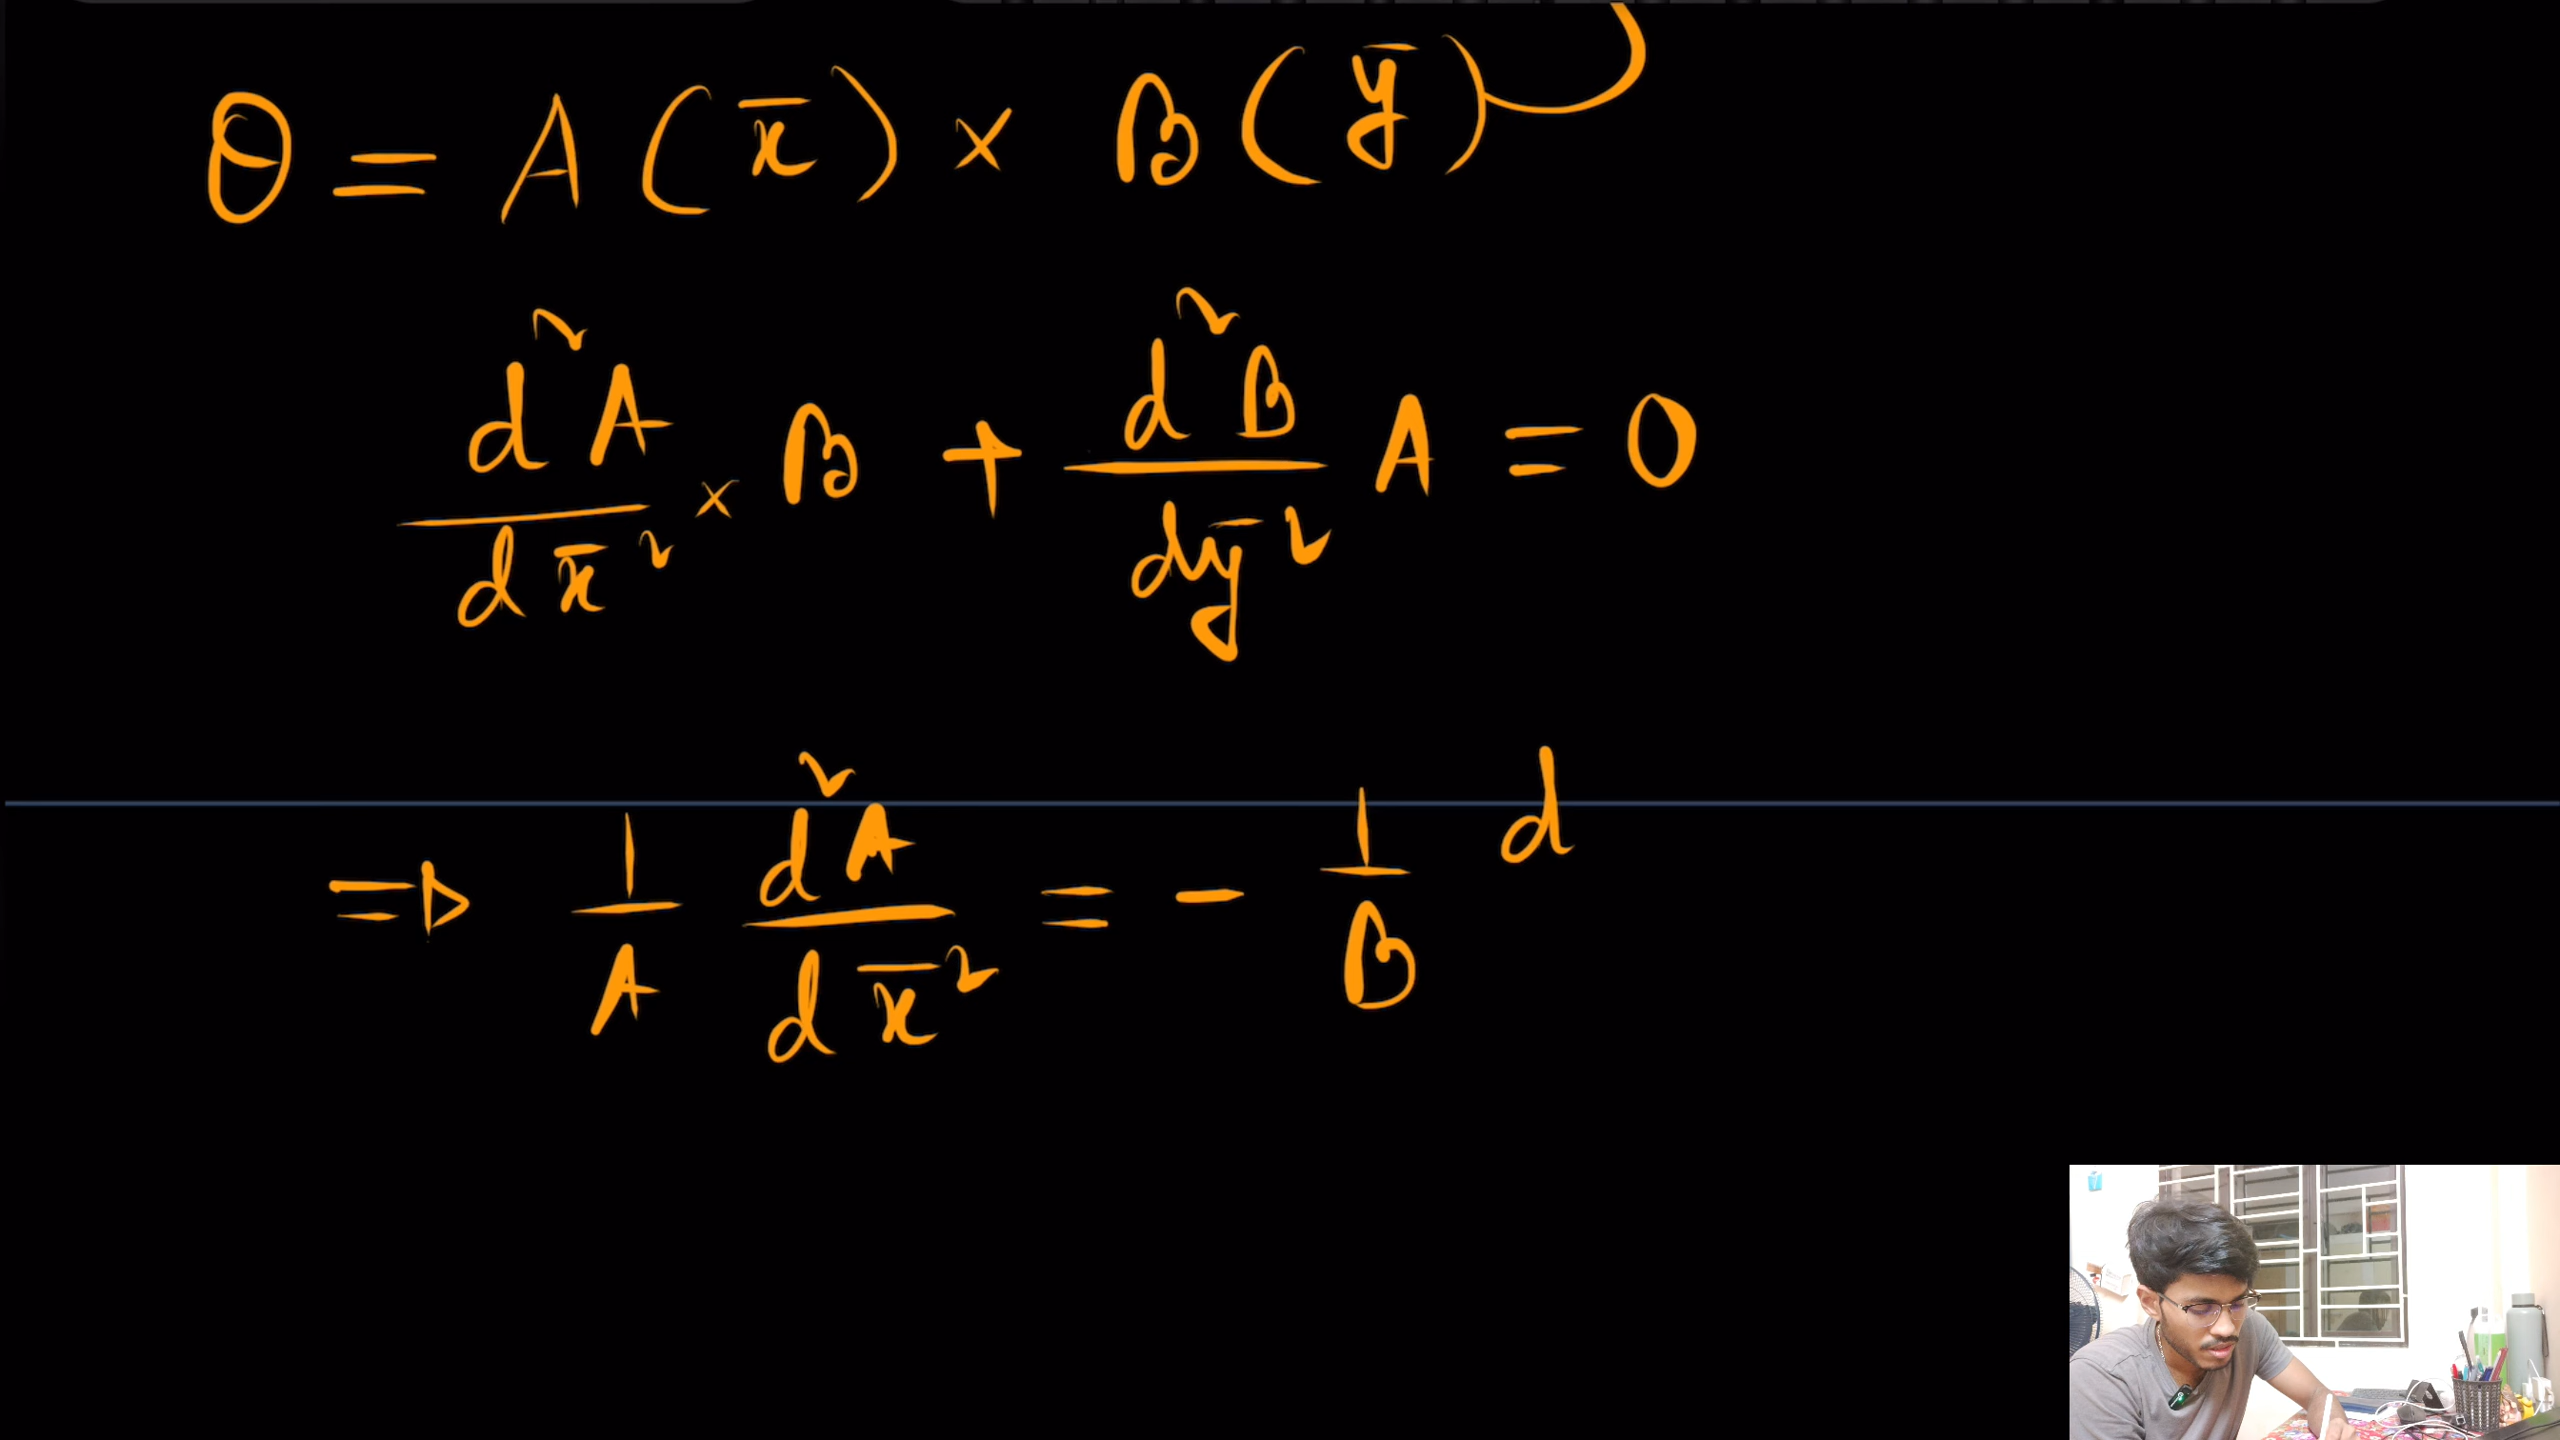 θ = A ( x̄ ) × B ( ȳ )
d²A/dx̄² × B + d²B/dȳ² A = 0
⇒ 1/A d²A/dx̄² = - 1/B d